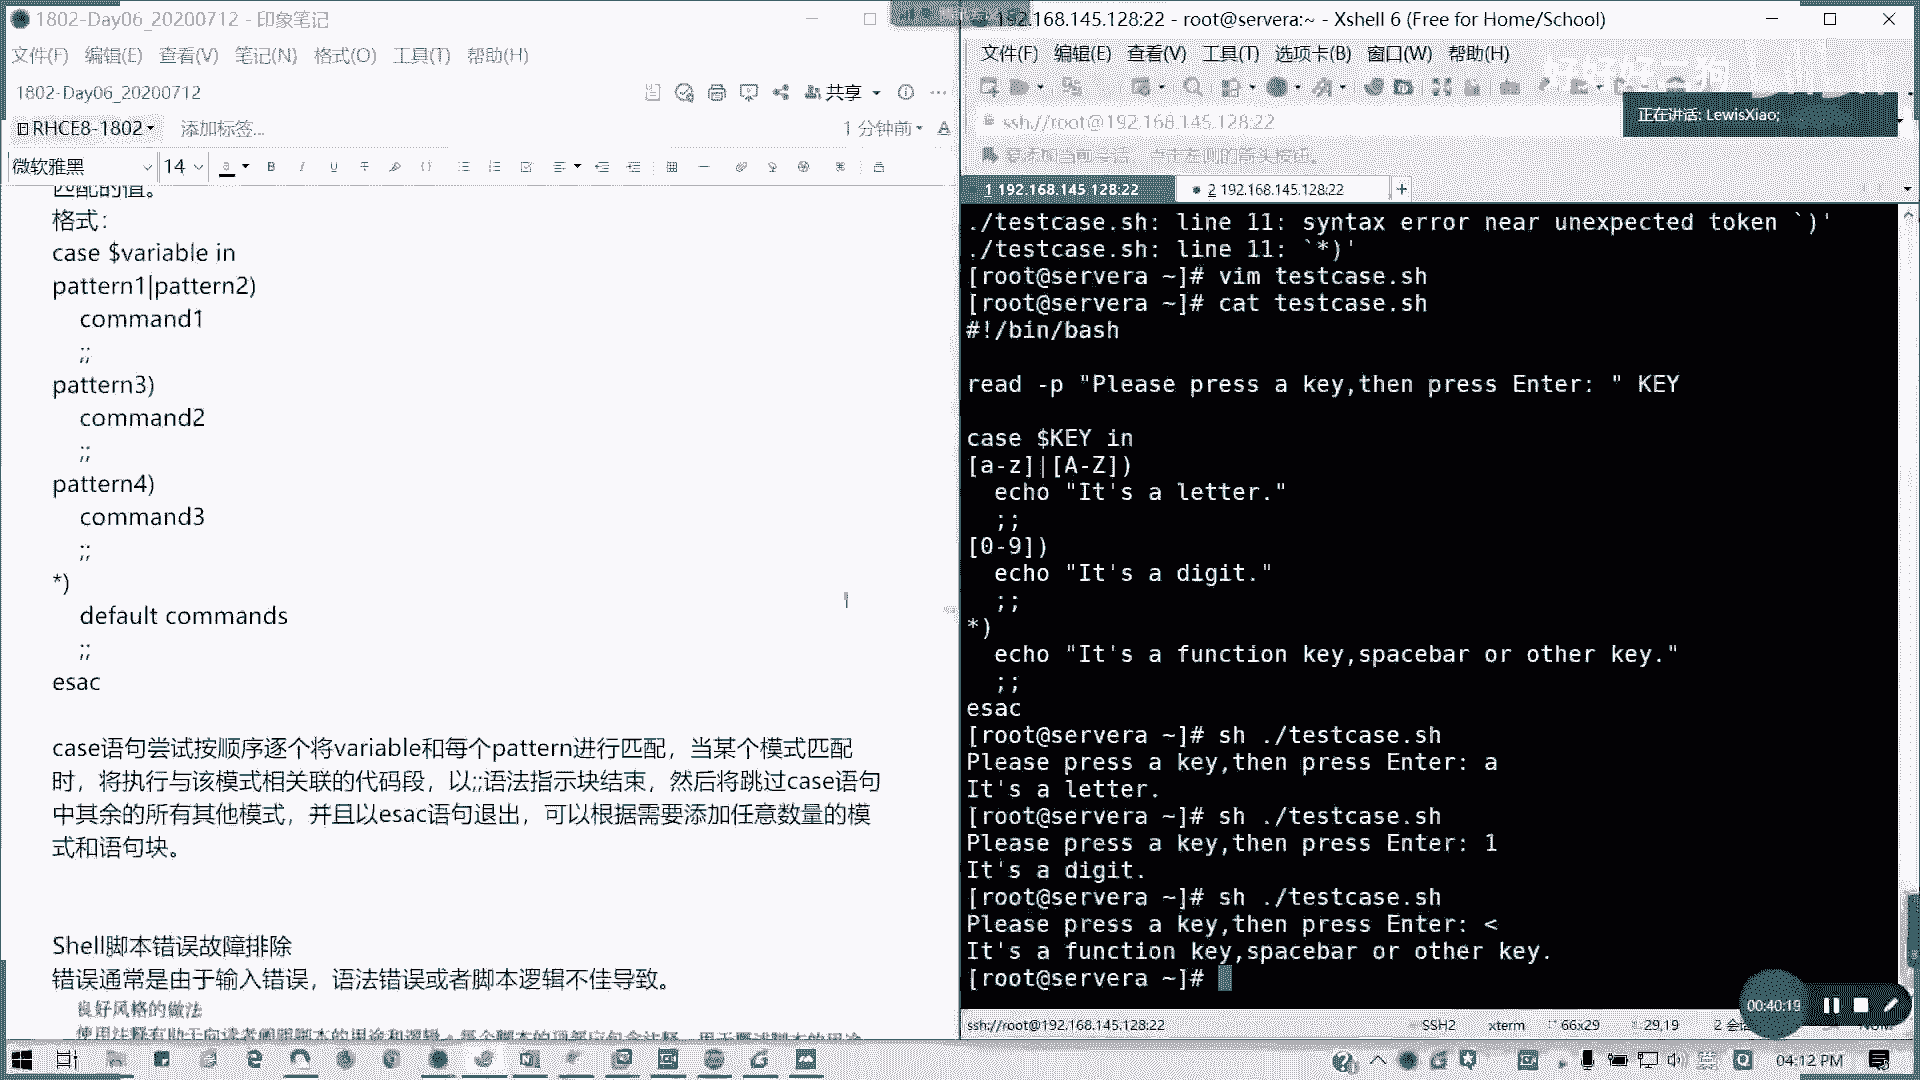 1802-Day06_20200712 - 印象笔记
文件(F) 编辑(E) 查看(V) 笔记(N) 格式(O) 工具(T) 帮助(H)
1802-Day06_20200712
共享
RHCE8-1802 添加标签...
1 分钟前
微软雅黑 14
匹配的值。
格式：
case $variable in
pattern1|pattern2)
command1
;;
pattern3)
command2
;;
pattern4)
command3
;;
*)
default commands
;;
esac
case语句尝试按顺序逐个将variable和每个pattern进行匹配，当某个模式匹配
时，将执行与该模式相关联的代码段，以;;语法指示块结束，然后将跳过case语句
中其余的所有其他模式，并且以esac语句退出，可以根据需要添加任意数量的模
式和语句块。
Shell脚本错误故障排除
错误通常是由于输入错误，语法错误或者脚本逻辑不佳导致。
良好风格的做法
192.168.145.128:22 - root@servera:~ - Xshell 6 (Free for Home/School)
文件(F) 编辑(E) 查看(V) 工具(T) 选项卡(B) 窗口(W) 帮助(H)
正在讲话: LewisXiao;
ssh://root@192.168.145.128:22
要添加当前会话，点击左侧的箭头按钮。
1 192.168.145.128:22 2 192.168.145.128:22
./testcase.sh: line 11: syntax error near unexpected token `)'
./testcase.sh: line 11: `*)'
[root@servera ~]# vim testcase.sh
[root@servera ~]# cat testcase.sh
#!/bin/bash
read -p "Please press a key,then press Enter: " KEY
case $KEY in
[a-z]|[A-Z])
echo "It's a letter."
;;
[0-9])
echo "It's a digit."
;;
*)
echo "It's a function key,spacebar or other key."
;;
esac
[root@servera ~]# sh ./testcase.sh
Please press a key,then press Enter: a
It's a letter.
[root@servera ~]# sh ./testcase.sh
Please press a key,then press Enter: 1
It's a digit.
[root@servera ~]# sh ./testcase.sh
Please press a key,then press Enter: <
It's a function key,spacebar or other key.
[root@servera ~]#
00:40:19
ssh://root@192.168.145.128:22 SSH2 xterm 66x29 29,19
04:12 PM